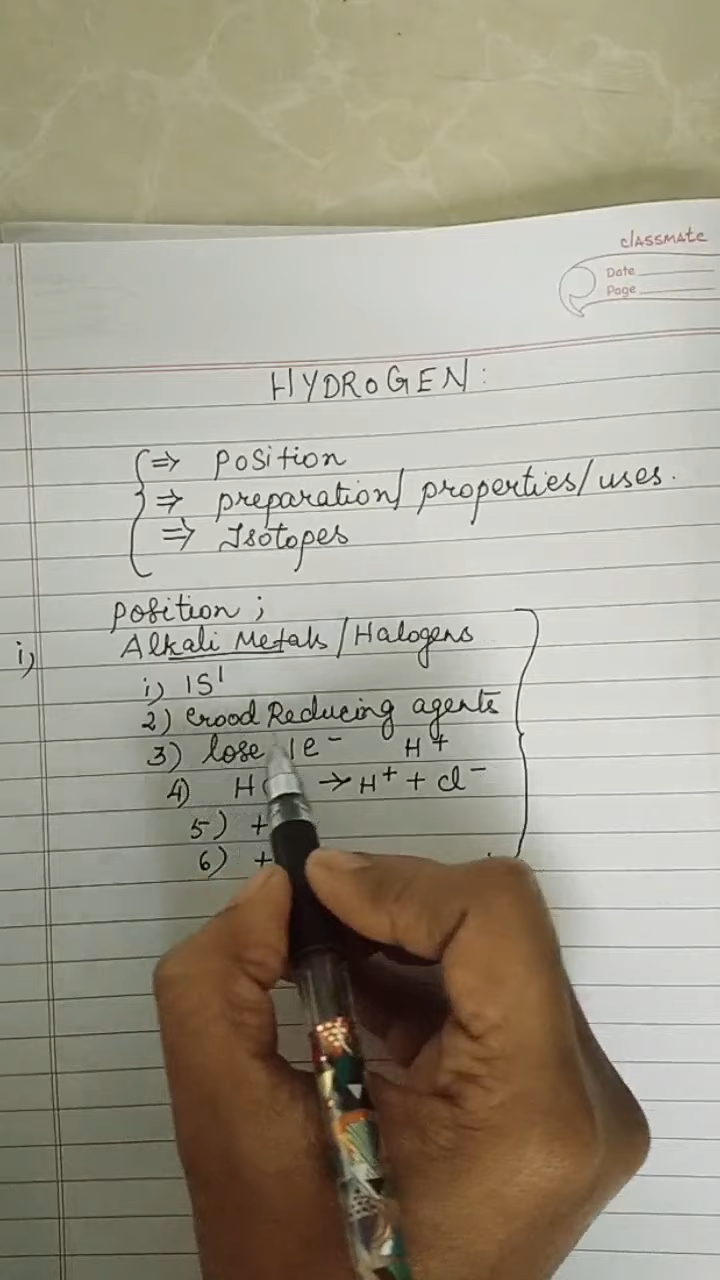 classmate
Date
Page
HYDROGEN:
⇒ position
⇒ preparation/ properties/uses.
⇒ Isotopes
position ;
i) Alkali Metals / Halogens
i) 1S¹
2) Good Reducing agents
3) lose 1e⁻ H⁺
4) H → H⁺ + Cl⁻
5) +
6) +